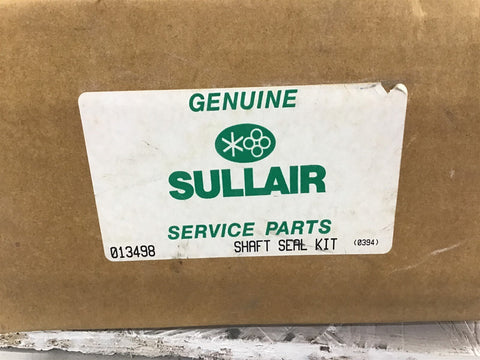 GENUINE
SULLAIR
SERVICE PARTS
013498 SHAFT SEAL KIT (0394)